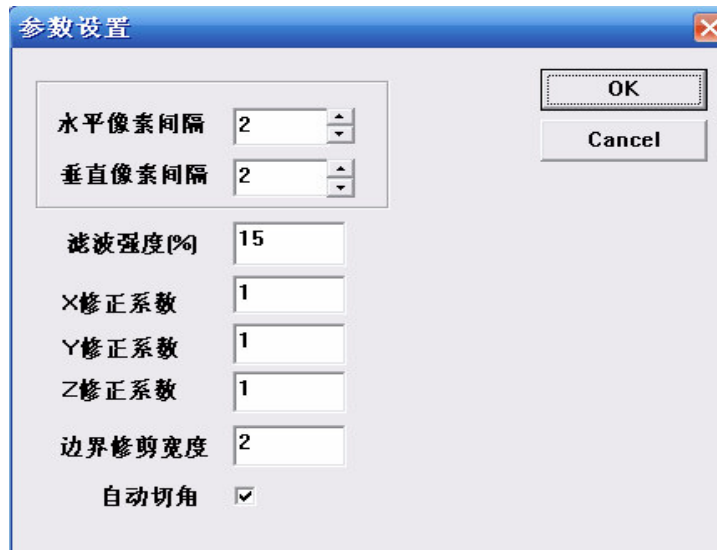 参数设置
OK
水平像素间隔 2
Cancel
垂直像素间隔 2
滤波强度(%) 15
X修正系数 1
Y修正系数 1
Z修正系数 1
边界修剪宽度 2
自动切角